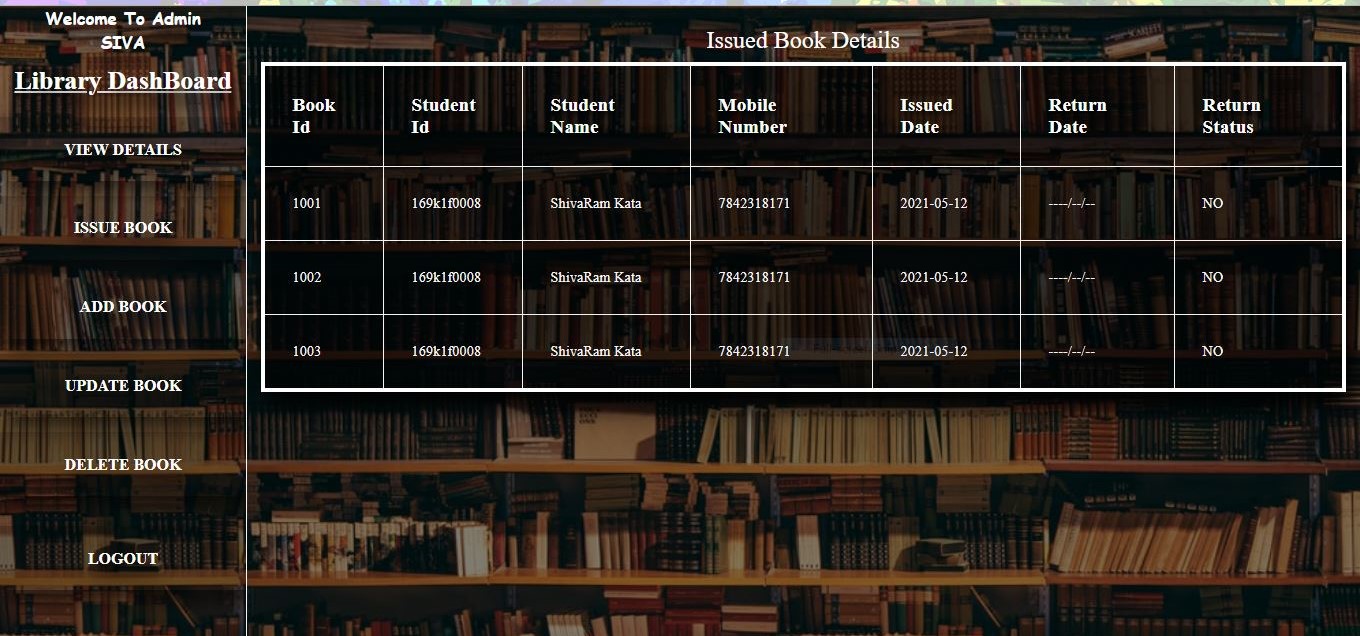 Welcome To Admin
SIVA
Library DashBoard
VIEW DETAILS
ISSUE BOOK
ADD BOOK
UPDATE BOOK
DELETE BOOK
LOGOUT
Issued Book Details
Book Id Student Id Student Name Mobile Number Issued Date Return Date Return Status
1001 169k1f0008 ShivaRam Kata 7842318171 2021-05-12 ----/--/-- NO
1002 169k1f0008 ShivaRam Kata 7842318171 2021-05-12 ----/--/-- NO
1003 169k1f0008 ShivaRam Kata 7842318171 2021-05-12 ----/--/-- NO